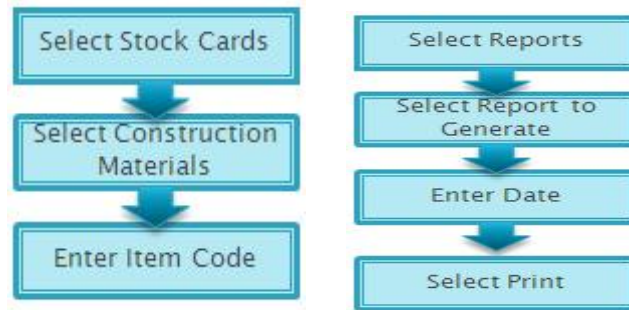 Select Stock Cards
Select Construction
Materials
Enter Item Code
Select Reports
Select Report to
Generate
Enter Date
Select Print